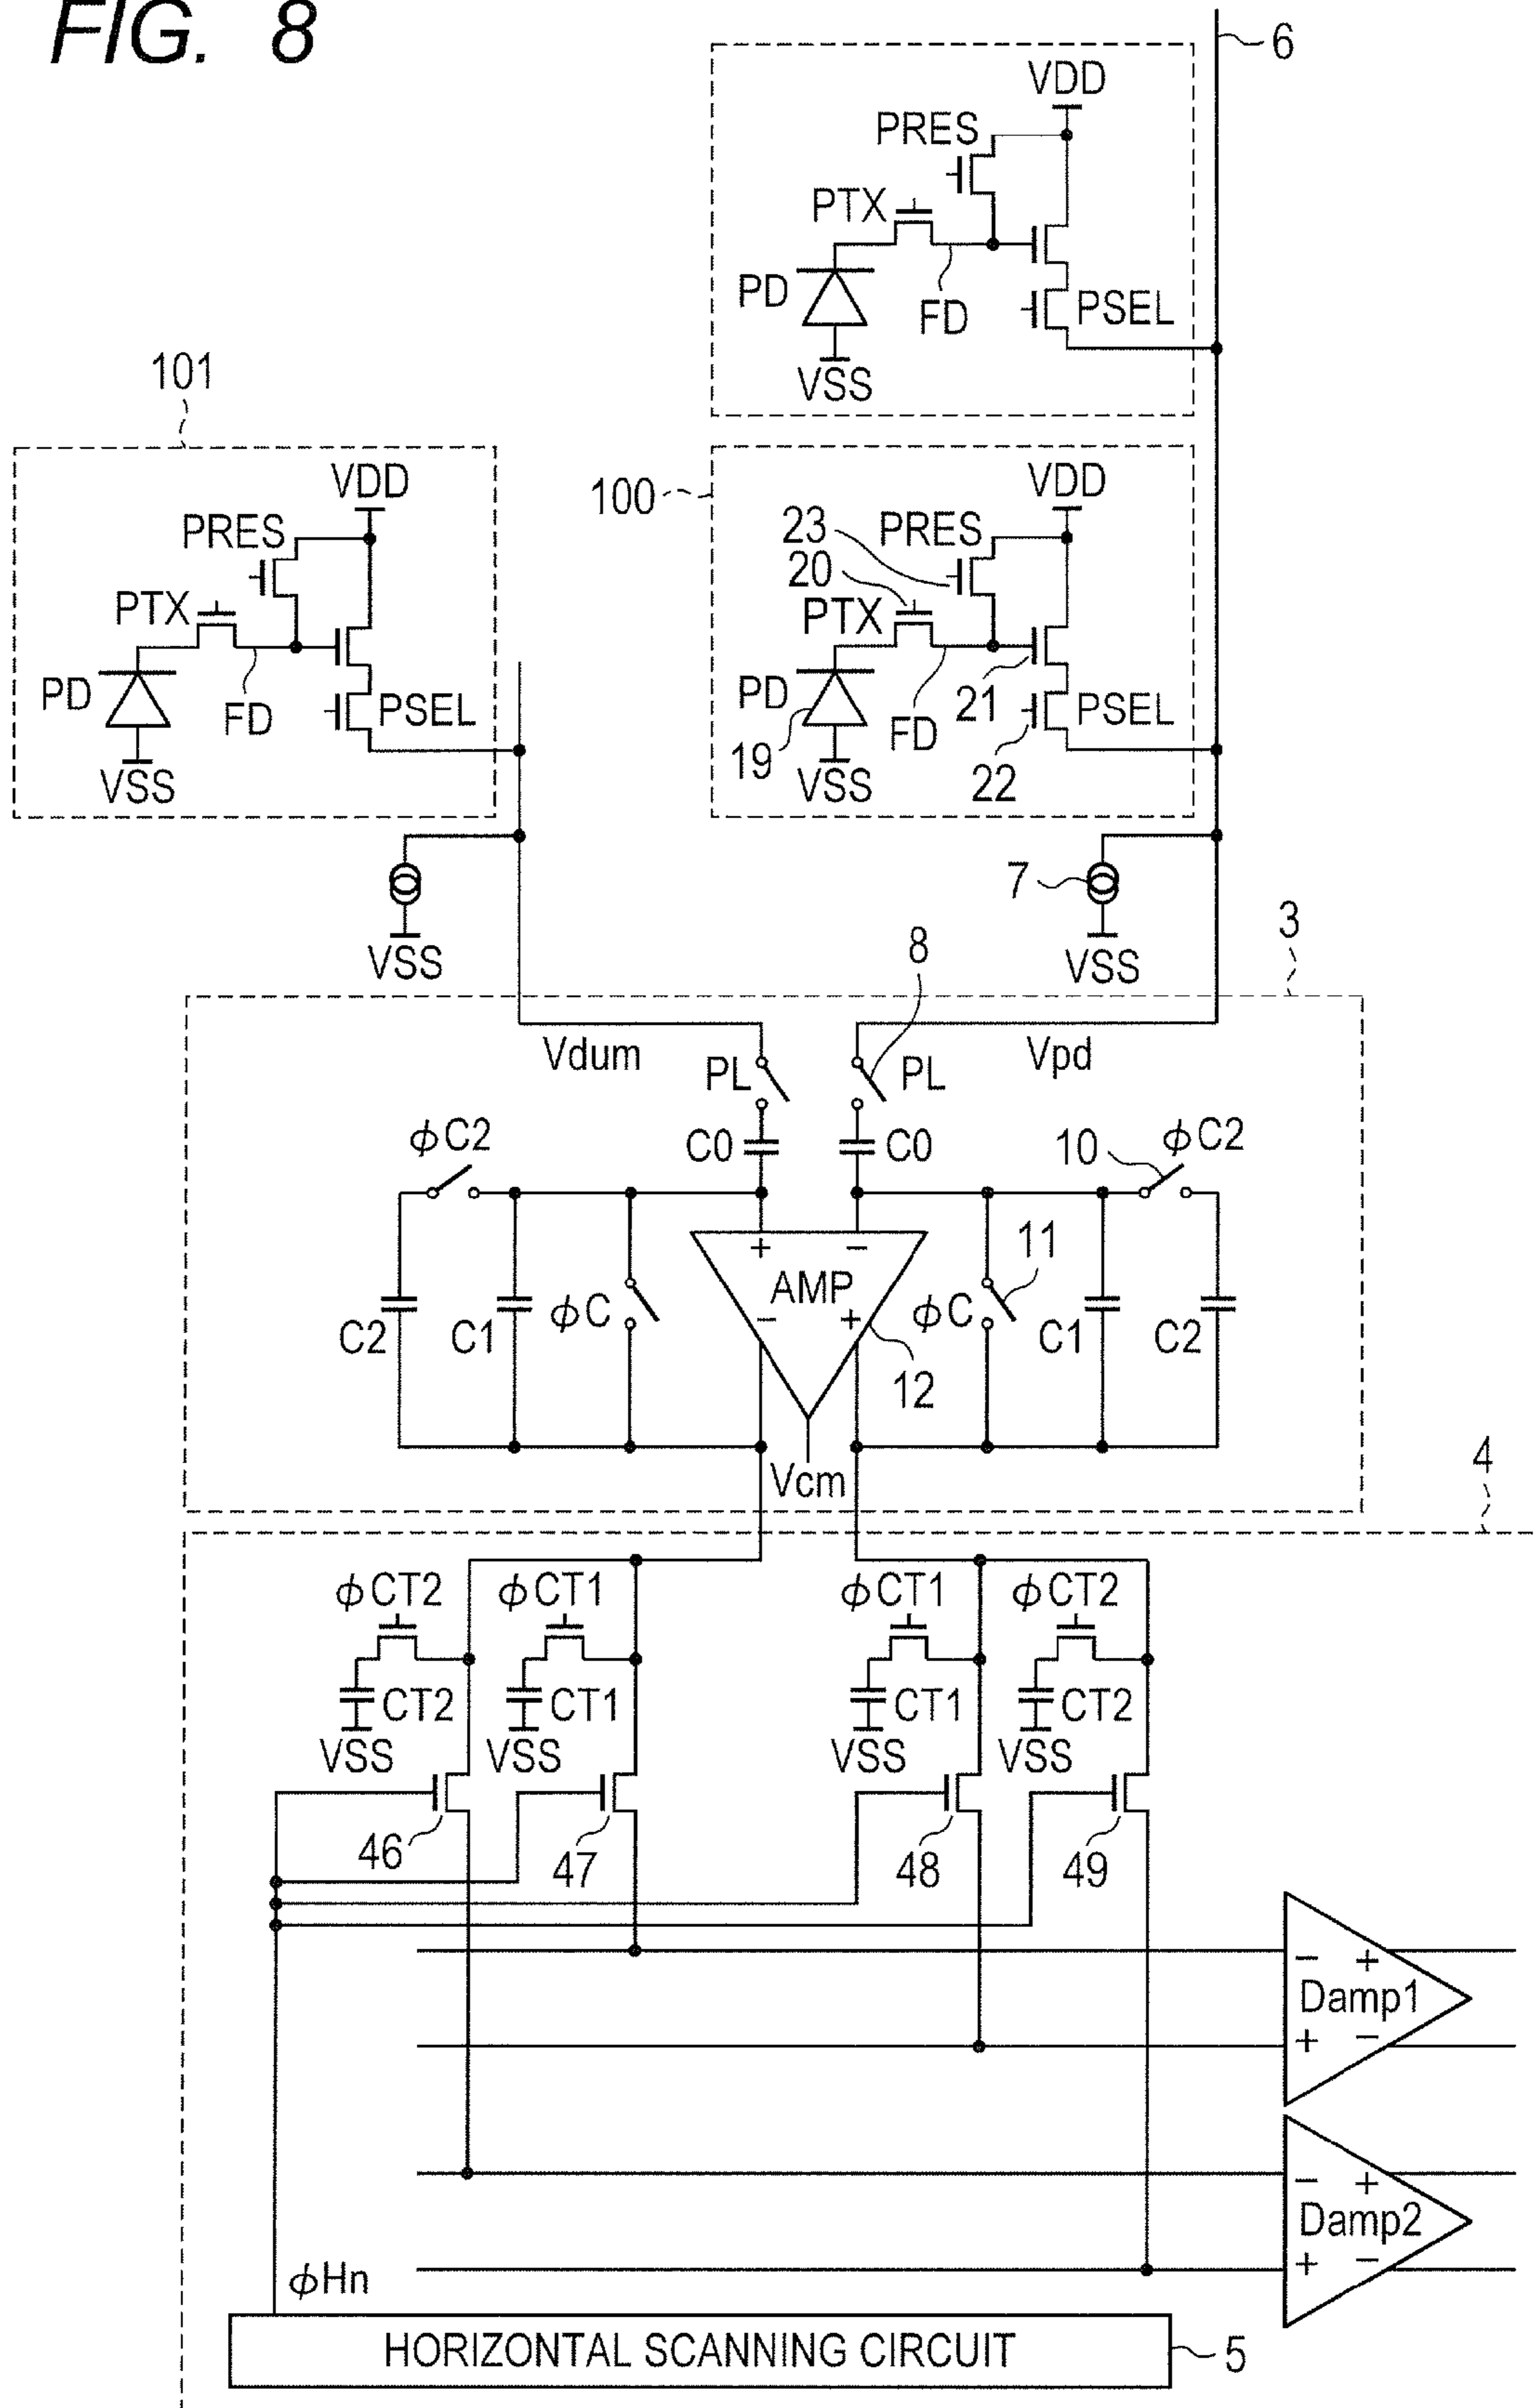 FIG. 8
6
VDD
PRES
PTX
PD
FD
PSEL
VSS
101
VDD
PRES
PTX
PD
FD
PSEL
VSS
100
VDD
23
PRES
20
PTX
PD
21
PSEL
FD
19
VSS
22
VSS
7
VSS
8
3
Vdum
Vpd
PL
PL
ϕC2
C0
C0
10
ϕC2
+
−
11
AMP
C2
C1
ϕC
−
+
ϕC
C1
C2
12
Vcm
4
ϕCT2
ϕCT1
ϕCT1
ϕCT2
CT2
CT1
CT1
CT2
VSS
VSS
VSS
VSS
46
47
48
49
−
+
Damp1
+
−
−
+
Damp2
+
−
ϕHn
HORIZONTAL SCANNING CIRCUIT
5